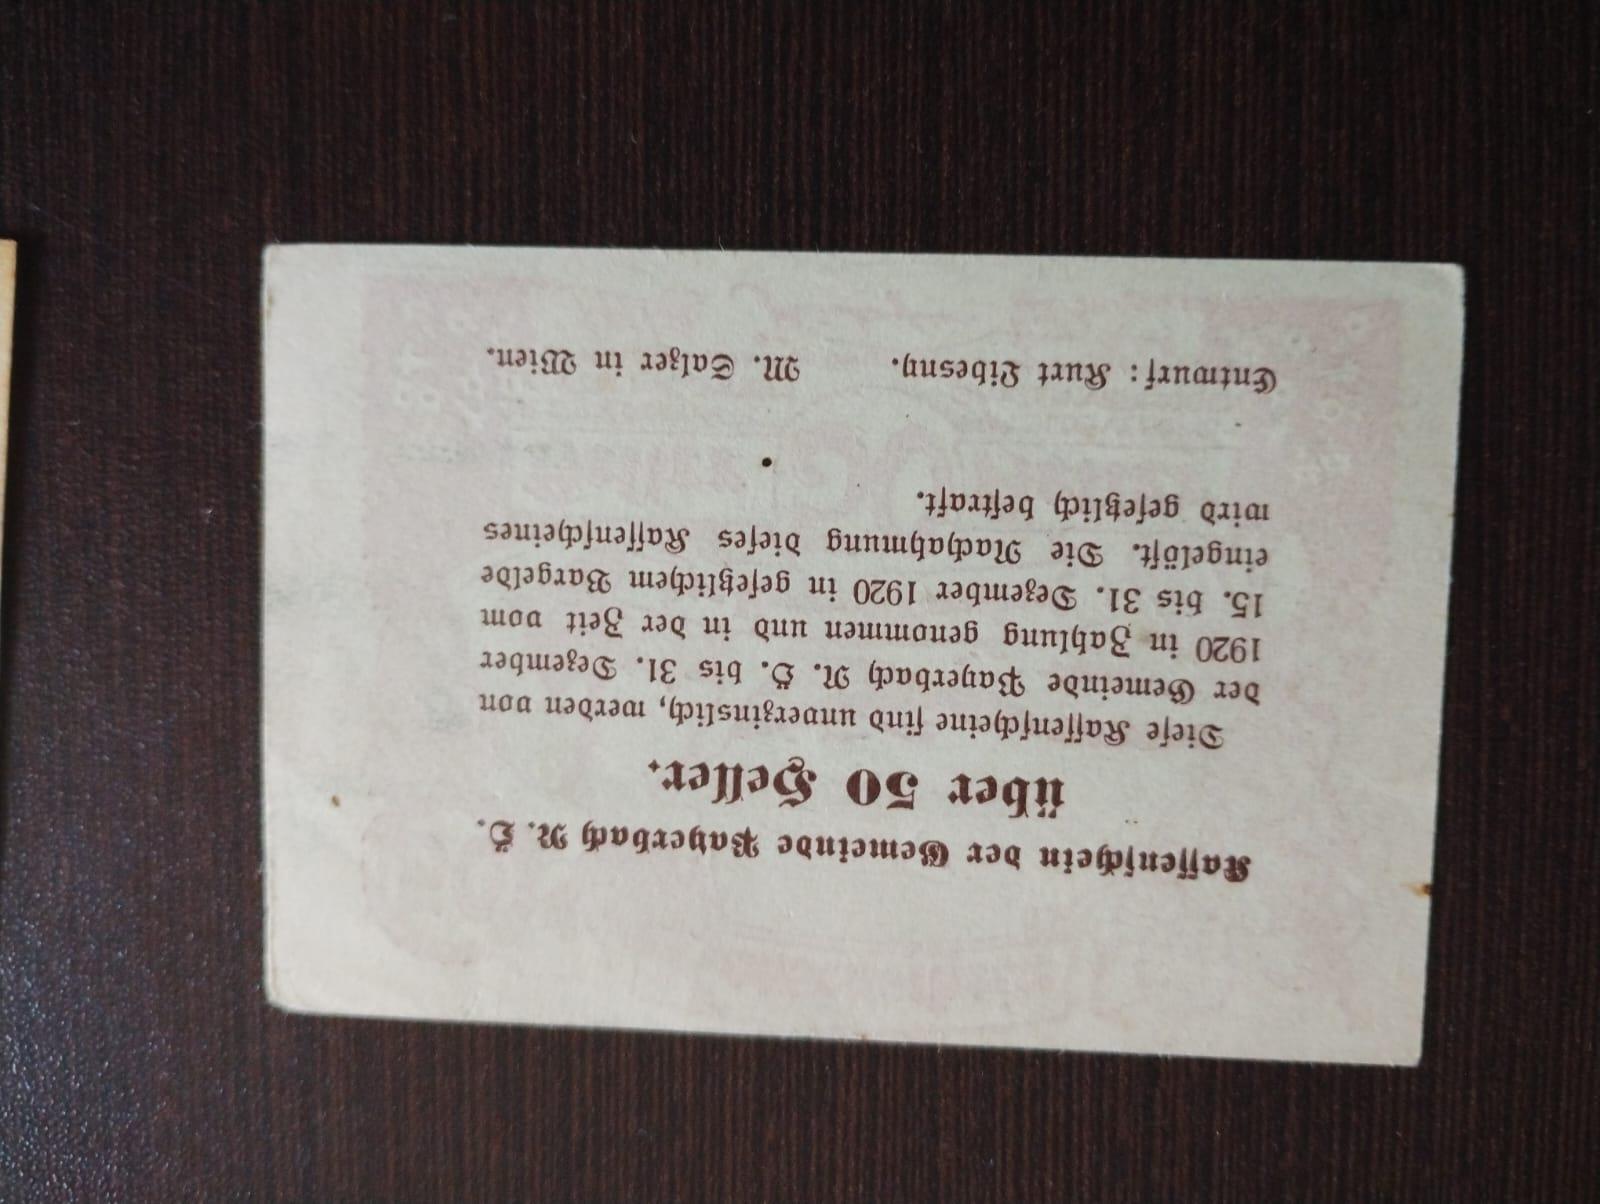 Kassenschein der Gemeinde Payerbach N. Ö.
über 50 Heller.
Diese Kassenscheine sind unverzinslich, werden von
der Gemeinde Payerbach N. Ö. bis 31. Dezember
1920 in Zahlung genommen und in der Zeit vom
15. bis 31. Dezember 1920 in gesetzlichem Bargelde
eingelöst. Die Nachahmung dieses Kassenscheines
wird gesetzlich bestraft.
Entwurf: Kurt Libesny. M. Salzer in Wien.